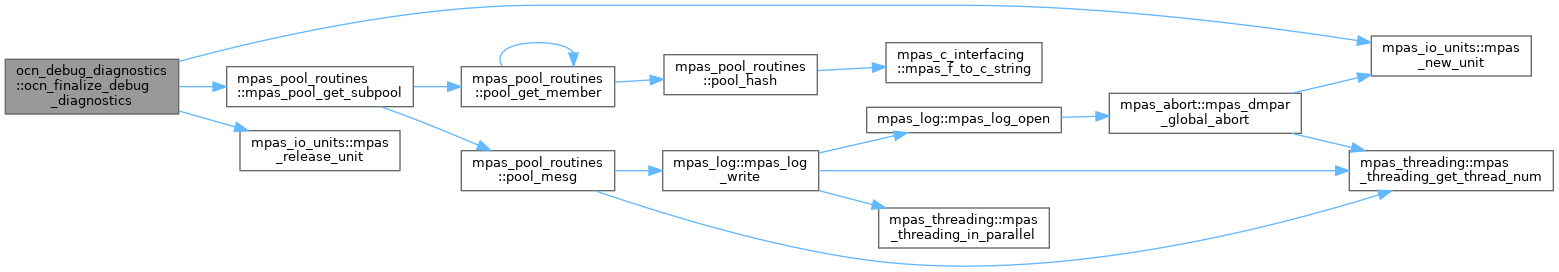 ocn_debug_diagnostics
::ocn_finalize_debug
_diagnostics
mpas_pool_routines
::mpas_pool_get_subpool
mpas_io_units::mpas
_release_unit
mpas_pool_routines
::pool_get_member
mpas_pool_routines
::pool_mesg
mpas_pool_routines
::pool_hash
mpas_log::mpas_log
_write
mpas_c_interfacing
::mpas_f_to_c_string
mpas_log::mpas_log_open
mpas_threading::mpas
_threading_in_parallel
mpas_abort::mpas_dmpar
_global_abort
mpas_io_units::mpas
_new_unit
mpas_threading::mpas
_threading_get_thread_num